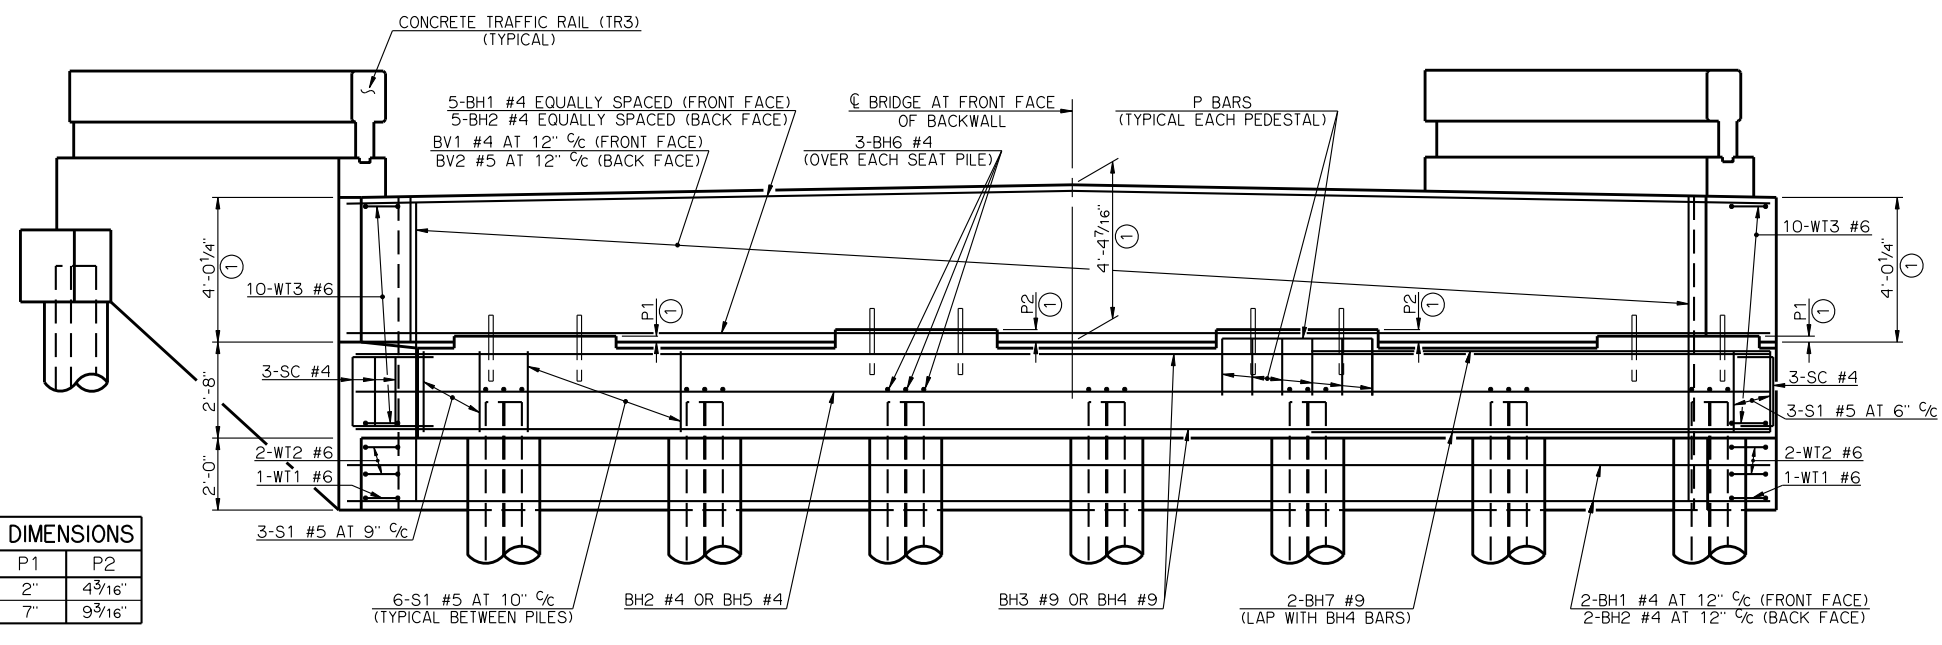 CONCRETE TRAFFIC RAIL (TR3)
(TYPICAL)
5-BH1 #4 EQUALLY SPACED (FRONT FACE)
5-BH2 #4 EQUALLY SPACED (BACK FACE)
BV1 #4 AT 12" C/C (FRONT FACE)
BV2 #5 AT 12" C/C (BACK FACE)
℄ BRIDGE AT FRONT FACE
OF BACKWALL
3-BH6 #4
(OVER EACH SEAT PILE)
P BARS
(TYPICAL EACH PEDESTAL)
4'-0 1/4"
1
10-WT3 #6
P1
1
P2
1
4'-4 7/16"
1
P2
1
P1
1
10-WT3 #6
4'-0 1/4"
1
2'-8"
3-SC #4
3-SC #4
3-S1 #5 AT 6" C/C
2'-0"
2-WT2 #6
1-WT1 #6
2-WT2 #6
1-WT1 #6
3-S1 #5 AT 9" C/C
6-S1 #5 AT 10" C/C
(TYPICAL BETWEEN PILES)
BH2 #4 OR BH5 #4
BH3 #9 OR BH4 #9
2-BH7 #9
(LAP WITH BH4 BARS)
2-BH1 #4 AT 12" C/C (FRONT FACE)
2-BH2 #4 AT 12" C/C (BACK FACE)
DIMENSIONS
P1 P2
2" 4 3/16"
7" 9 3/16"